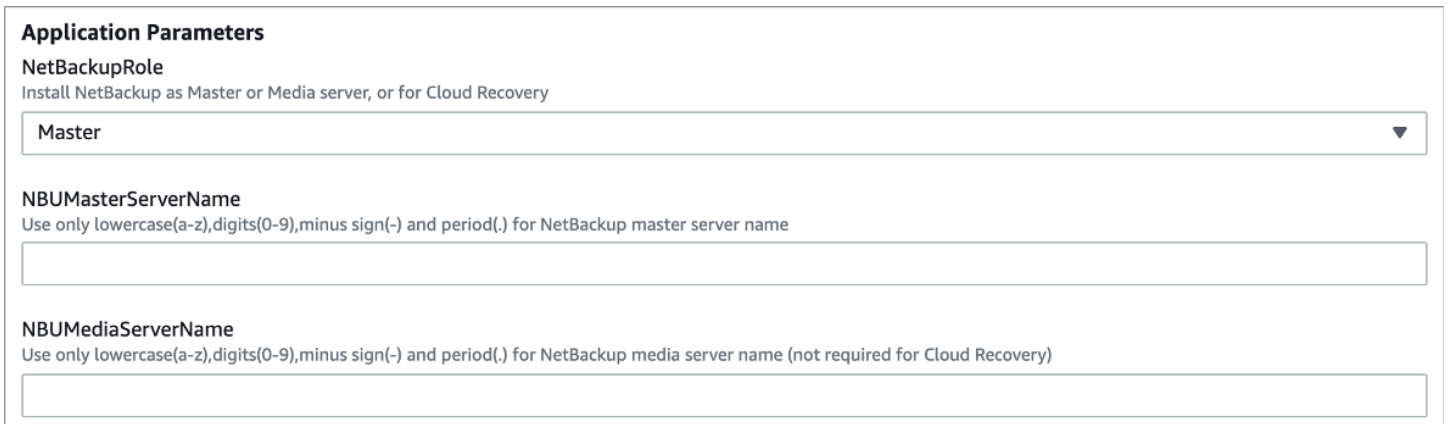 Application Parameters
NetBackupRole
Install NetBackup as Master or Media server, or for Cloud Recovery
Master
NBUMasterServerName
Use only lowercase(a-z),digits(0-9),minus sign(-) and period(.) for NetBackup master server name
NBUMediaServerName
Use only lowercase(a-z),digits(0-9),minus sign(-) and period(.) for NetBackup media server name (not required for Cloud Recovery)